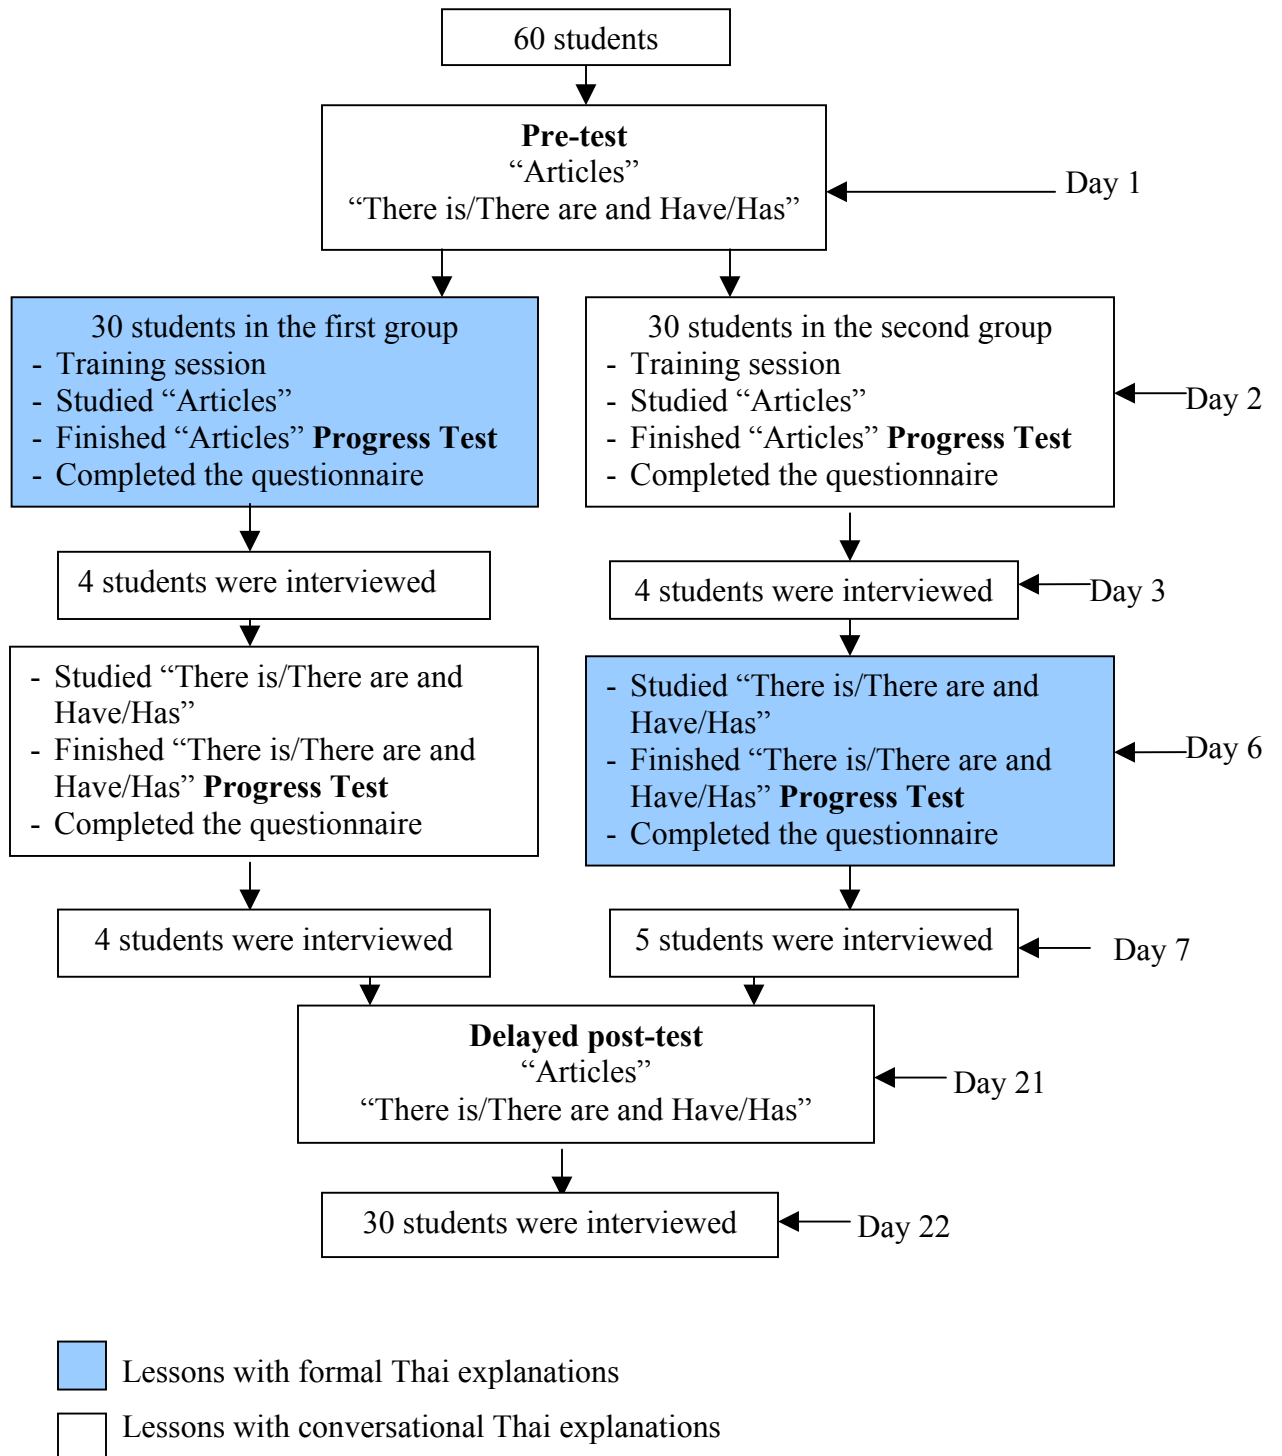 60 students
Pre-test
“Articles”
“There is/There are and Have/Has”
Day 1
30 students in the first group
- Training session
- Studied “Articles”
- Finished “Articles” Progress Test
- Completed the questionnaire
30 students in the second group
- Training session
- Studied “Articles”
- Finished “Articles” Progress Test
- Completed the questionnaire
Day 2
4 students were interviewed
4 students were interviewed
Day 3
- Studied “There is/There are and
Have/Has”
- Finished “There is/There are and
Have/Has” Progress Test
- Completed the questionnaire
- Studied “There is/There are and
Have/Has”
- Finished “There is/There are and
Have/Has” Progress Test
- Completed the questionnaire
Day 6
4 students were interviewed
5 students were interviewed
Day 7
Delayed post-test
“Articles”
“There is/There are and Have/Has”
Day 21
30 students were interviewed
Day 22
Lessons with formal Thai explanations
Lessons with conversational Thai explanations